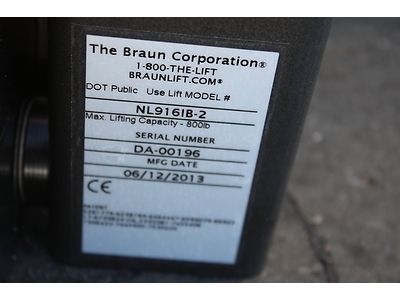 The Braun Corporation®
1-800-THE-LIFT
BRAUNLIFT.COM®
DOT Public Use Lift MODEL #
NL916IB-2
Max. Lifting Capacity - 800lb
SERIAL NUMBER
DA-00196
MFG DATE
06/12/2013
CE
PATENT